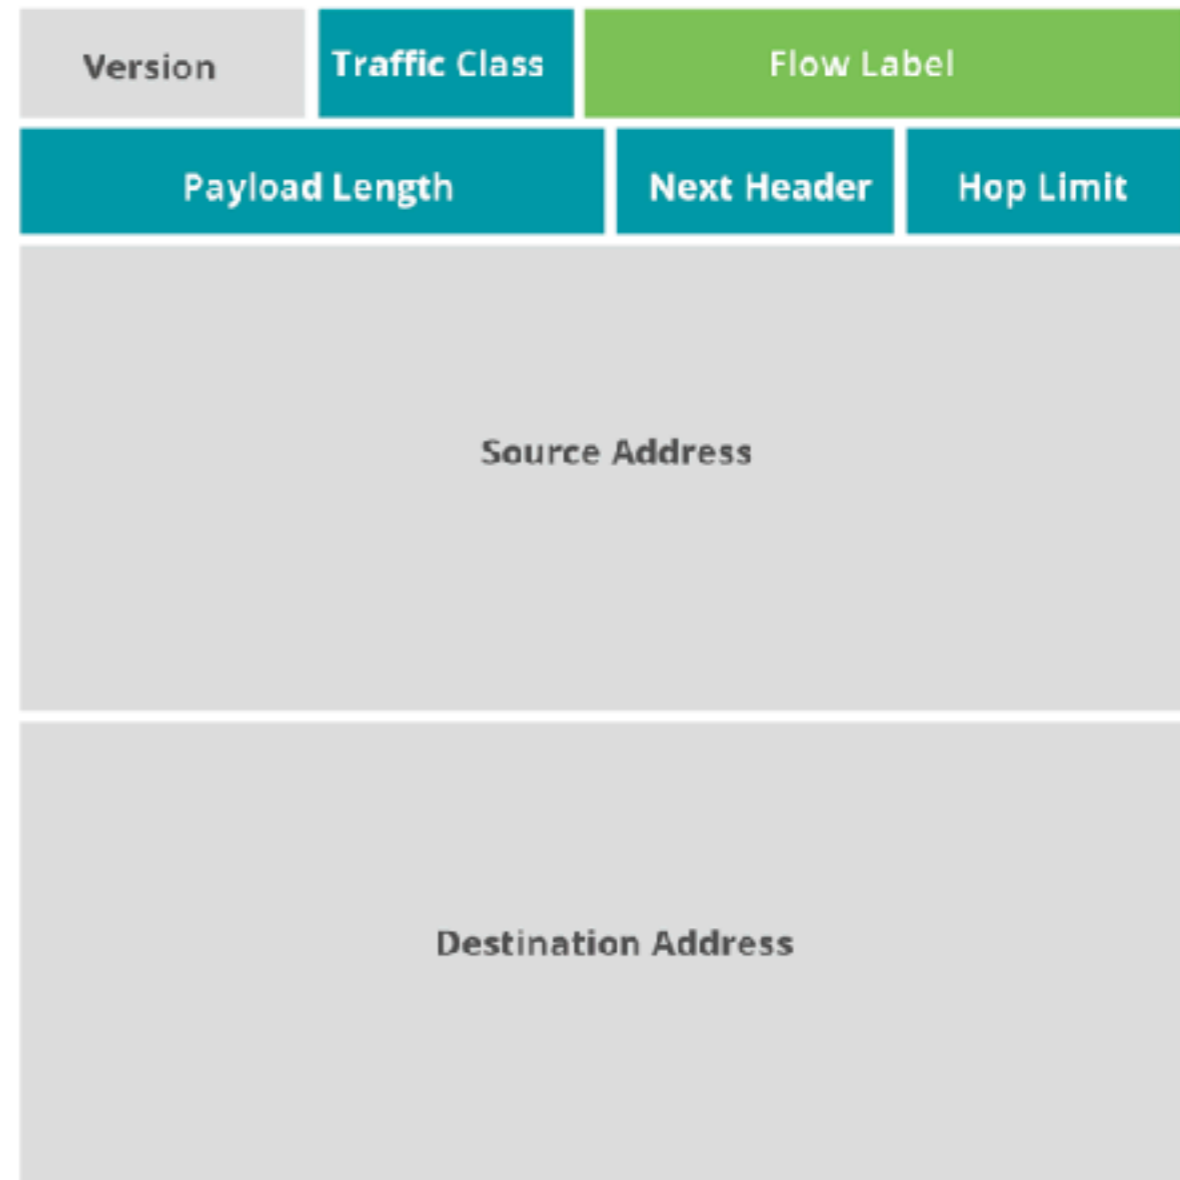 Version
Traffic Class
Flow Label
Payload Length
Next Header
Hop Limit
Source Address
Destination Address